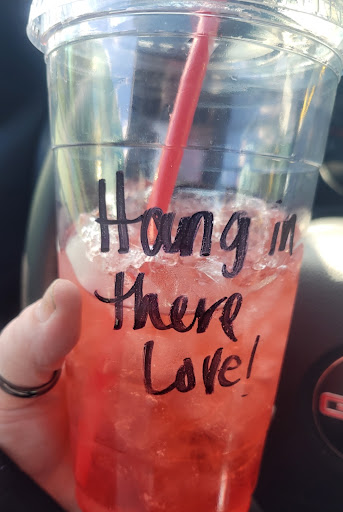 Hang in
there
Love!